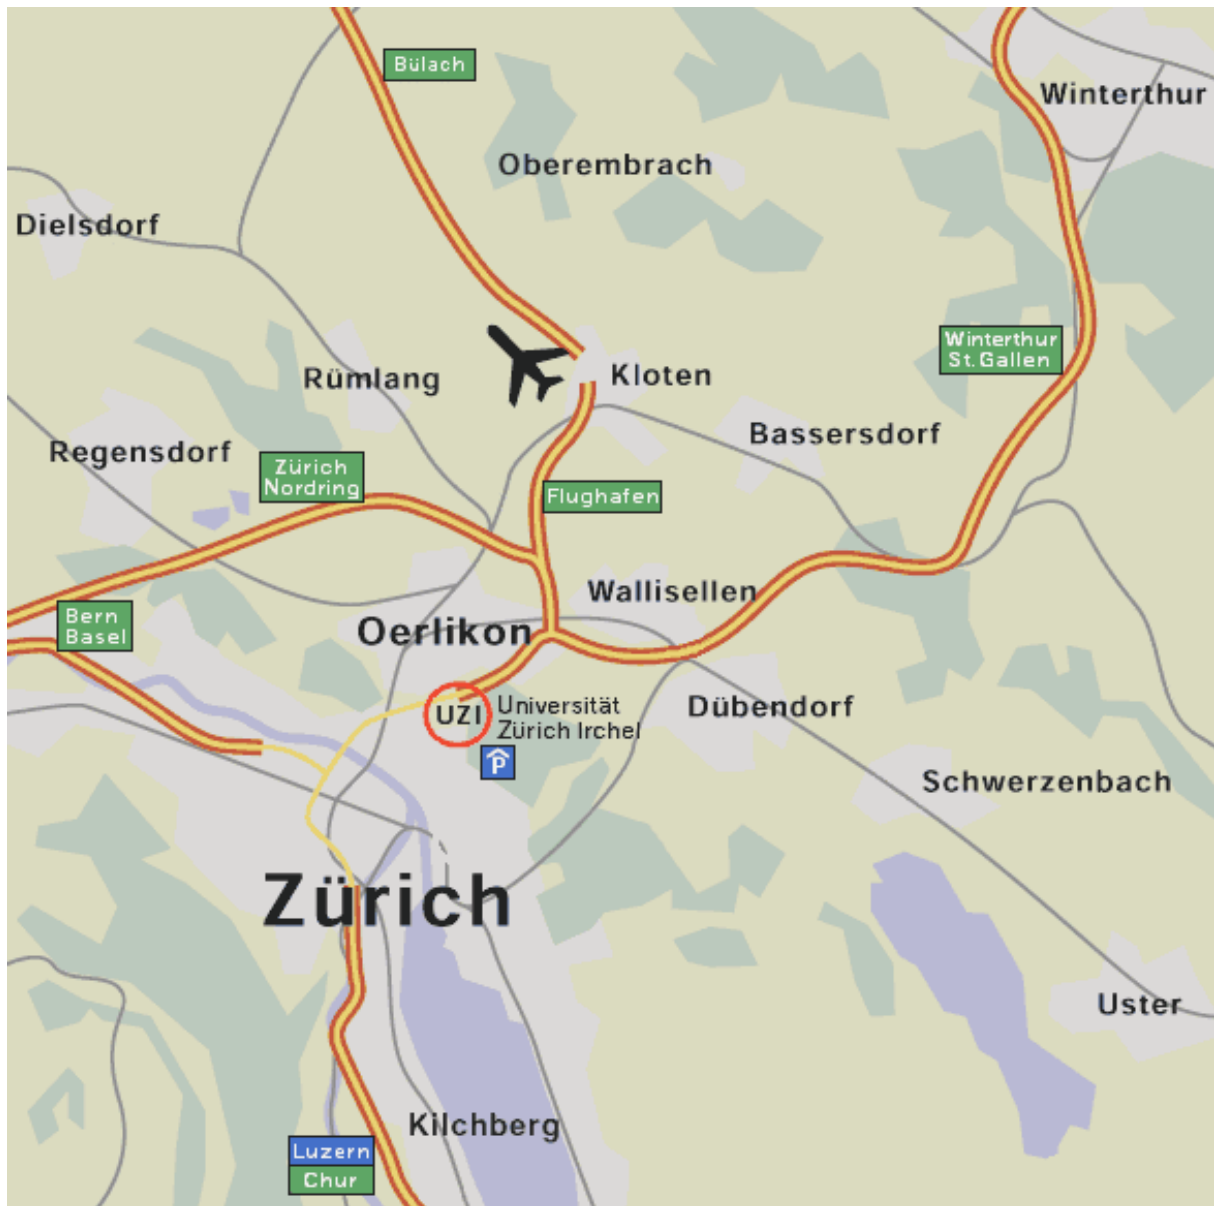 Bülach
Winterthur
Oberembrach
Dielsdorf
Winterthur
St.Gallen
Kloten
Rümlang
Bassersdorf
Regensdorf
Zürich
Nordring
Flughafen
Wallisellen
Bern
Basel
Oerlikon
Universität
Zürich Irchel
UZI
P
Dübendorf
Schwerzenbach
Zürich
Uster
Kilchberg
Luzern
Chur